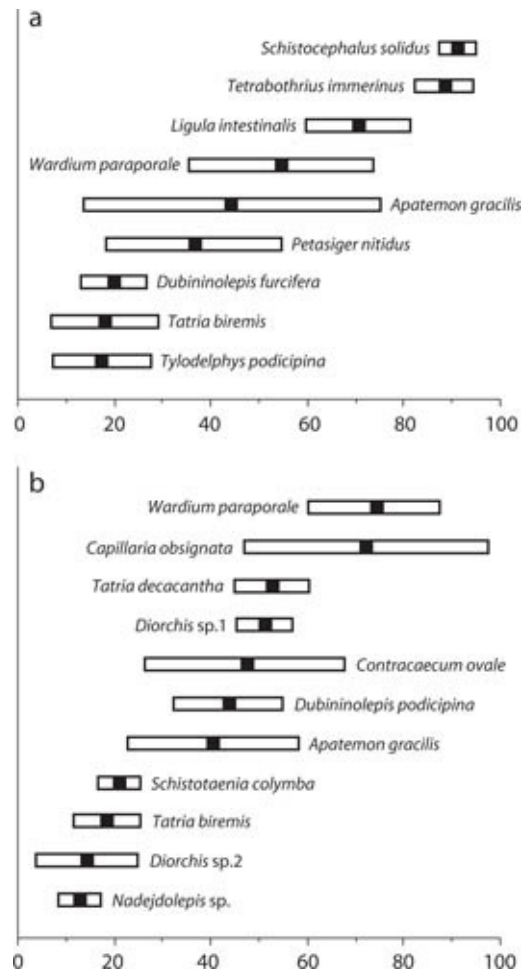 a
Schistocephalus solidus
Tetrabothrius immerinus
Ligula intestinalis
Wardium paraporale
Apatemon gracilis
Petasiger nitidus
Dubininolepis furcifera
Tatria biremis
Tylodelphys podicipina
0 20 40 60 80 100
b
Wardium paraporale
Capillaria obsignata
Tatria decacantha
Diorchis sp.1
Contracaecum ovale
Dubininolepis podicipina
Apatemon gracilis
Schistotaenia colymba
Tatria biremis
Diorchis sp.2
Nadejdolepis sp.
0 20 40 60 80 100